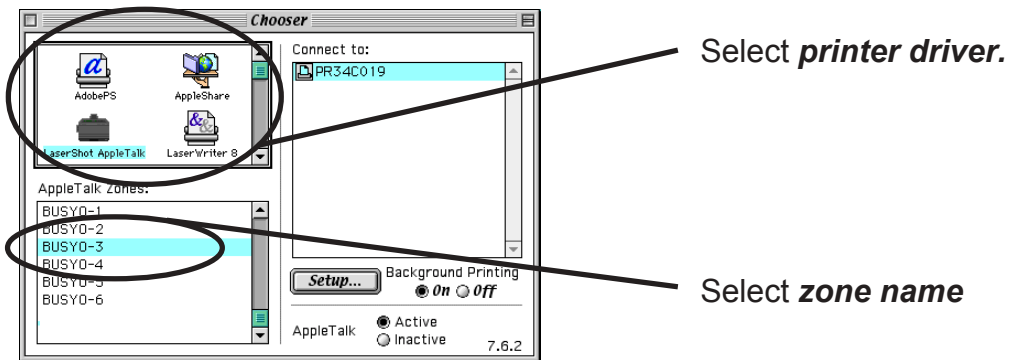 Chooser
AdobePS
AppleShare
LaserShot AppleTalk
LaserWriter 8
Connect to:
PR34C019
AppleTalk Zones:
BUSYO-1
BUSYO-2
BUSYO-3
BUSYO-4
BUSYO-5
BUSYO-6
Setup...
Background Printing
On Off
AppleTalk
Active
Inactive
7.6.2
Select printer driver.
Select zone name